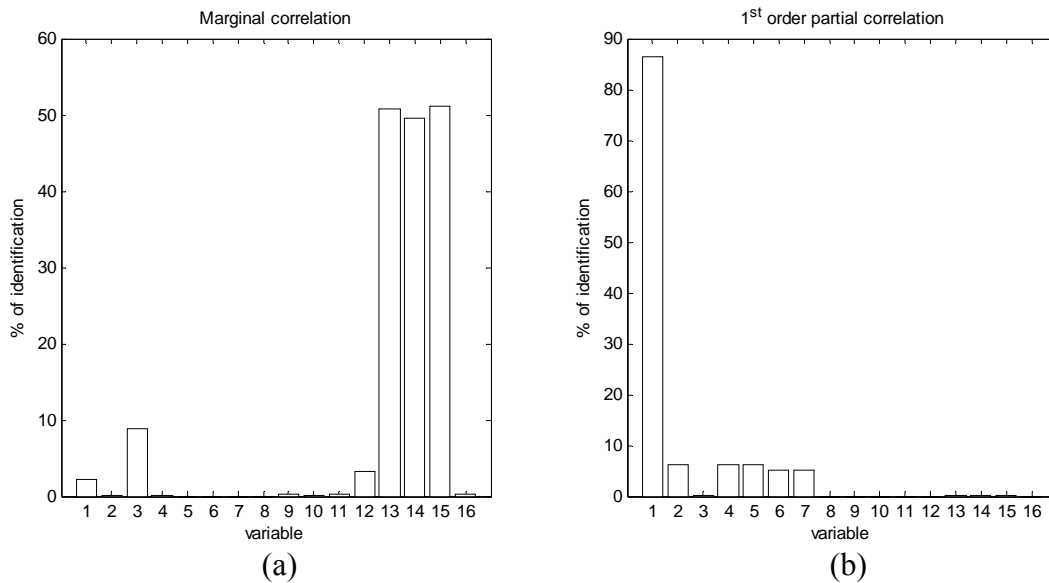 Marginal correlation
60
50
40
30
20
10
0
% of identification
1 2 3 4 5 6 7 8 9 10 11 12 13 14 15 16
variable
(a)
1st order partial correlation
90
80
70
60
50
40
30
20
10
0
% of identification
1 2 3 4 5 6 7 8 9 10 11 12 13 14 15 16
variable
(b)